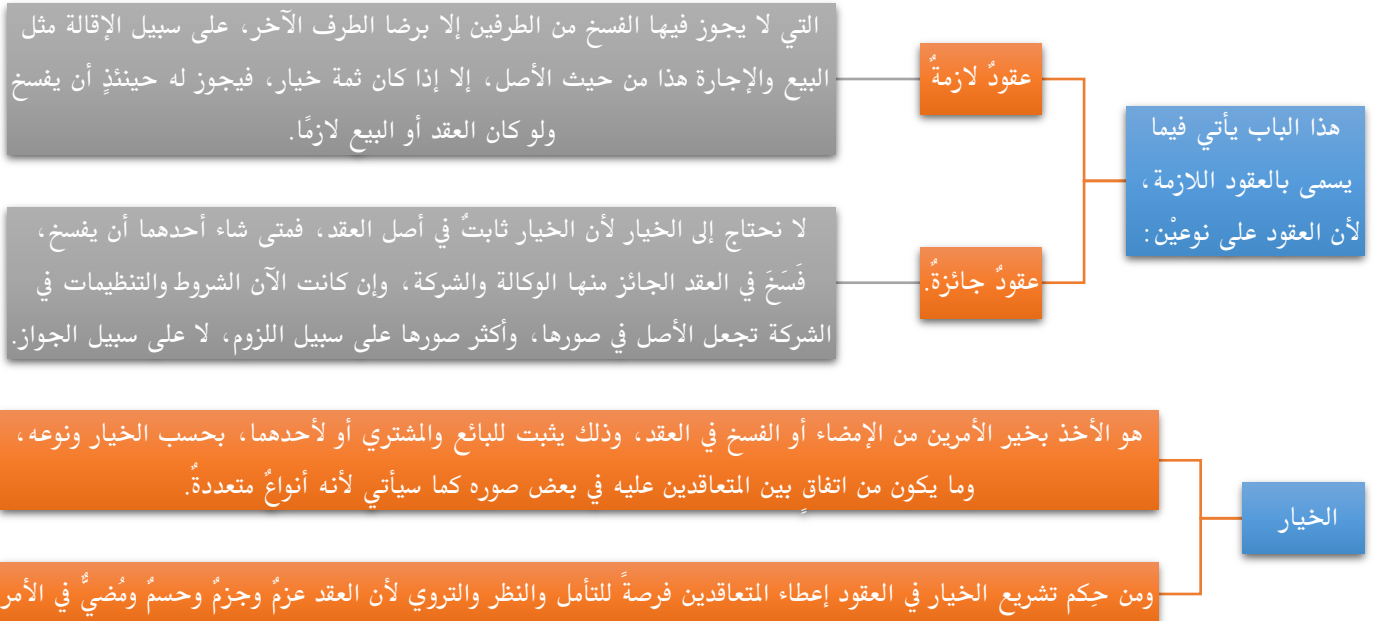 هذا الباب يأتي فيما
يسمى بالعقود اللازمة،
لأن العقود على نوعيْن:
عقودٌ لازمةٌ
التي لا يجوز فيها الفسخ من الطرفين إلا برضا الطرف الآخر، على سبيل الإقالة مثل
البيع والإجارة هذا من حيث الأصل، إلا إذا كان ثمة خيار، فيجوز له حينئذٍ أن يفسخ
ولو كان العقد أو البيع لازمًا.
عقودٌ جائزةٌ.
لا نحتاج إلى الخيار لأن الخيار ثابتٌ في أصل العقد، فمتى شاء أحدهما أن يفسخ،
فَسَخَ في العقد الجائز منها الوكالة والشركة، وإن كانت الآن الشروط والتنظيمات في
الشركة تجعل الأصل في صورها، وأكثر صورها على سبيل اللزوم، لا على سبيل الجواز.
الخيار
هو الأخذ بخير الأمرين من الإمضاء أو الفسخ في العقد، وذلك يثبت للبائع والمشتري أو لأحدهما، بحسب الخيار ونوعه،
وما يكون من اتفاقٍ بين المتعاقدين عليه في بعض صوره كما سيأتي لأنه أنواعٌ متعددةٌ.
ومن حِكم تشريع الخيار في العقود إعطاء المتعاقدين فرصةً للتأمل والنظر والتروي لأن العقد عزمٌ وجزمٌ وحسمٌ ومُضيٌّ في الأمر